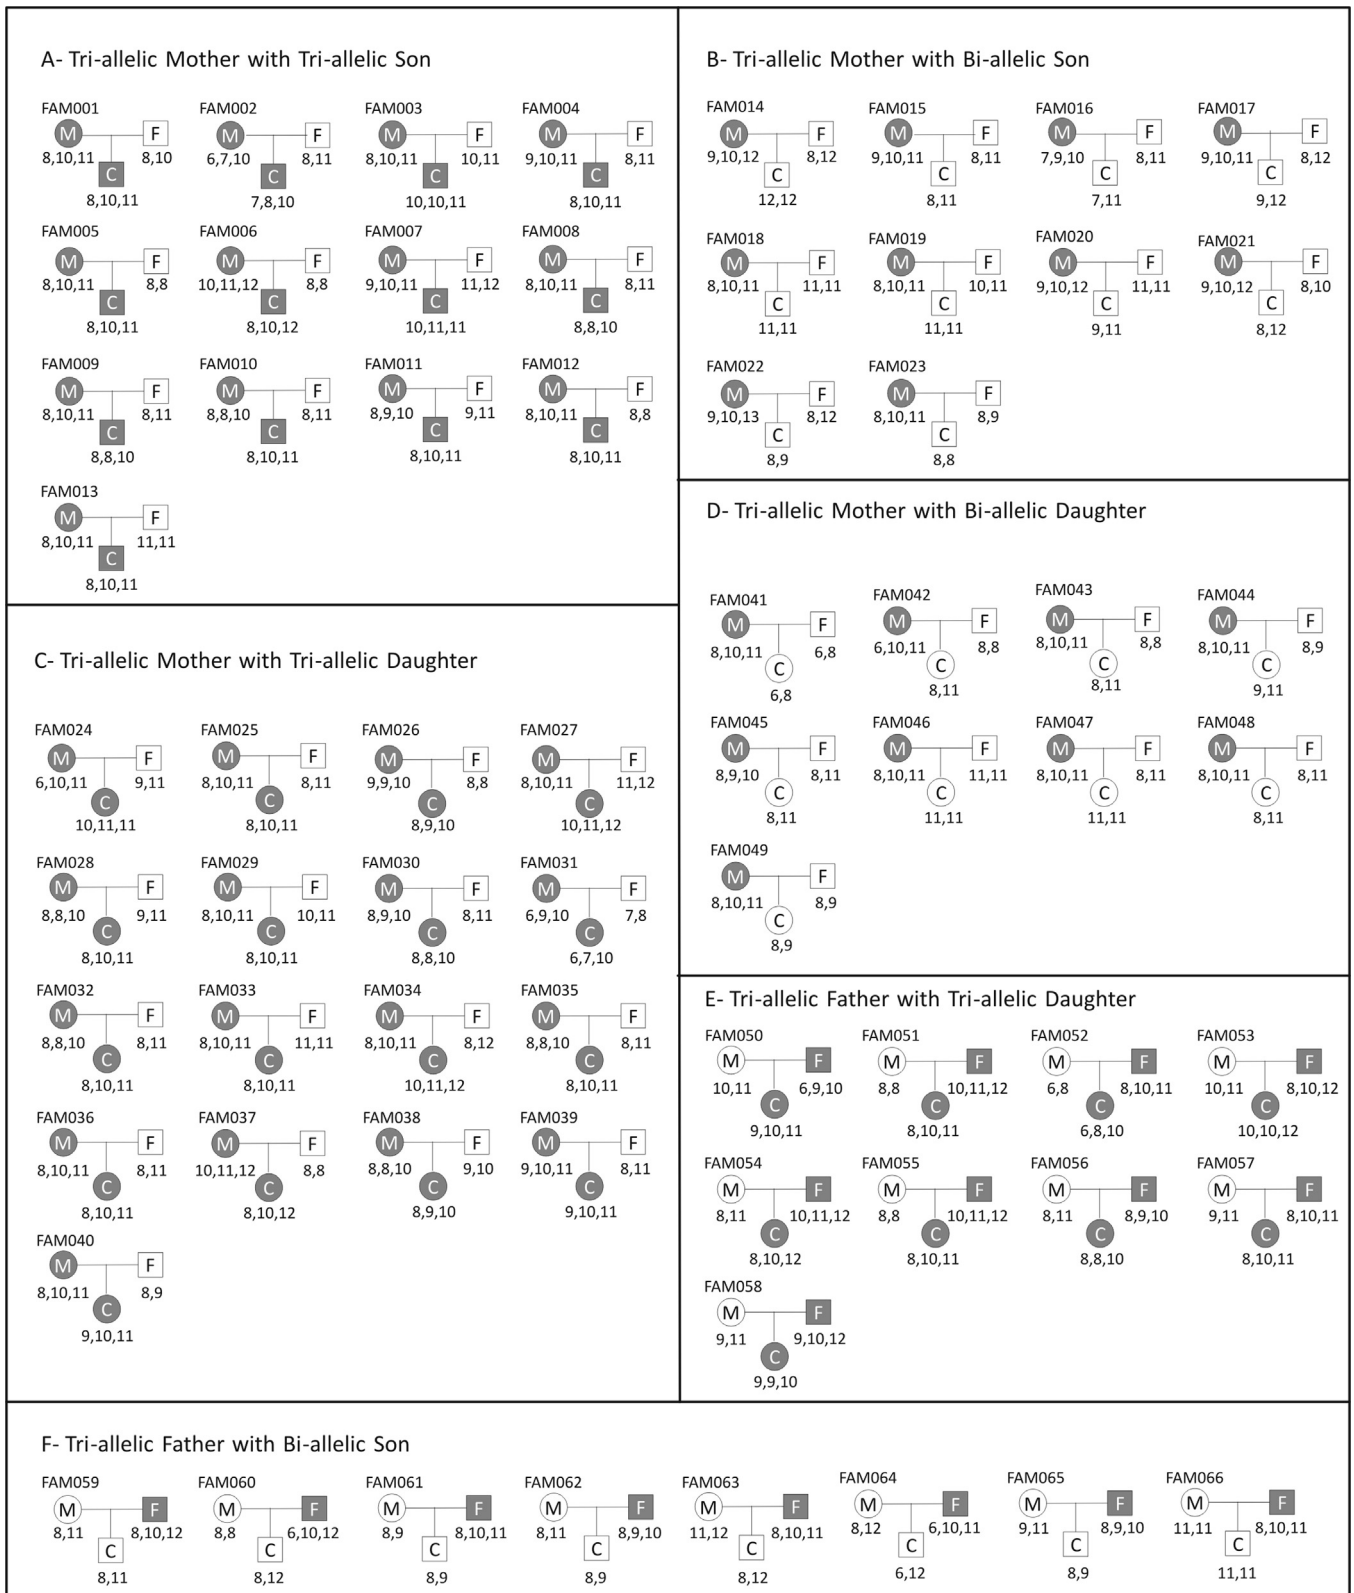 A- Tri-allelic Mother with Tri-allelic Son
FAM001 FAM002 FAM003 FAM004
M F M F M F M F
8,10,11 8,10 6,7,10 8,11 8,10,11 10,11 9,10,11 8,11
C C C C
8,10,11 7,8,10 10,10,11 8,10,11
FAM005 FAM006 FAM007 FAM008
M F M F M F M F
8,10,11 8,8 10,11,12 8,8 9,10,11 11,12 8,10,11 8,11
C C C C
8,10,11 8,10,12 10,11,11 8,8,10
FAM009 FAM010 FAM011 FAM012
M F M F M F M F
8,10,11 8,11 8,8,10 8,11 8,9,10 9,11 8,10,11 8,8
C C C C
8,8,10 8,10,11 8,10,11 8,10,11
FAM013
M F
8,10,11 11,11
C
8,10,11
B- Tri-allelic Mother with Bi-allelic Son
FAM014 FAM015 FAM016 FAM017
M F M F M F M F
9,10,12 8,12 9,10,11 8,11 7,9,10 8,11 9,10,11 8,12
C C C C
12,12 8,11 7,11 9,12
FAM018 FAM019 FAM020 FAM021
M F M F M F M F
8,10,11 11,11 8,10,11 10,11 9,10,12 11,11 9,10,12 8,10
C C C C
11,11 11,11 9,11 8,12
FAM022 FAM023
M F M F
9,10,13 8,12 8,10,11 8,9
C C
8,9 8,8
C- Tri-allelic Mother with Tri-allelic Daughter
FAM024 FAM025 FAM026 FAM027
M F M F M F M F
6,10,11 9,11 8,10,11 8,11 9,9,10 8,8 8,10,11 11,12
C C C C
10,11,11 8,10,11 8,9,10 10,11,12
FAM028 FAM029 FAM030 FAM031
M F M F M F M F
8,8,10 9,11 8,10,11 10,11 8,9,10 8,11 6,9,10 7,8
C C C C
8,10,11 8,10,11 8,8,10 6,7,10
FAM032 FAM033 FAM034 FAM035
M F M F M F M F
8,8,10 8,11 8,10,11 11,11 8,10,11 8,12 8,8,10 8,11
C C C C
8,10,11 8,10,11 10,11,12 8,10,11
FAM036 FAM037 FAM038 FAM039
M F M F M F M F
8,10,11 8,11 10,11,12 8,8 8,8,10 9,10 9,10,11 8,11
C C C C
8,10,11 8,10,12 8,9,10 9,10,11
FAM040
M F
8,10,11 8,9
C
9,10,11
D- Tri-allelic Mother with Bi-allelic Daughter
FAM041 FAM042 FAM043 FAM044
M F M F M F M F
8,10,11 6,8 6,10,11 8,8 8,10,11 8,8 8,10,11 8,9
C C C C
6,8 8,11 8,11 9,11
FAM045 FAM046 FAM047 FAM048
M F M F M F M F
8,9,10 8,11 8,10,11 11,11 8,10,11 8,11 8,10,11 8,11
C C C C
8,11 11,11 11,11 8,11
FAM049
M F
8,10,11 8,9
C
8,9
E- Tri-allelic Father with Tri-allelic Daughter
FAM050 FAM051 FAM052 FAM053
M F M F M F M F
10,11 6,9,10 8,8 10,11,12 6,8 8,10,11 10,11 8,10,12
C C C C
9,10,11 8,10,11 6,8,10 10,10,12
FAM054 FAM055 FAM056 FAM057
M F M F M F M F
8,11 10,11,12 8,8 10,11,12 8,11 8,9,10 9,11 8,10,11
C C C C
8,10,12 8,10,11 8,8,10 8,10,11
FAM058
M F
9,11 9,10,12
C
9,9,10
F- Tri-allelic Father with Bi-allelic Son
FAM059 FAM060 FAM061 FAM062 FAM063 FAM064 FAM065 FAM066
M F M F M F M F M F M F M F M F
8,11 8,10,12 8,8 6,10,12 8,9 8,10,11 8,11 8,9,10 11,12 8,10,11 8,12 6,10,11 9,11 8,9,10 11,11 8,10,11
C C C C C C C C
8,11 8,12 8,9 8,9 8,12 6,12 8,9 11,11